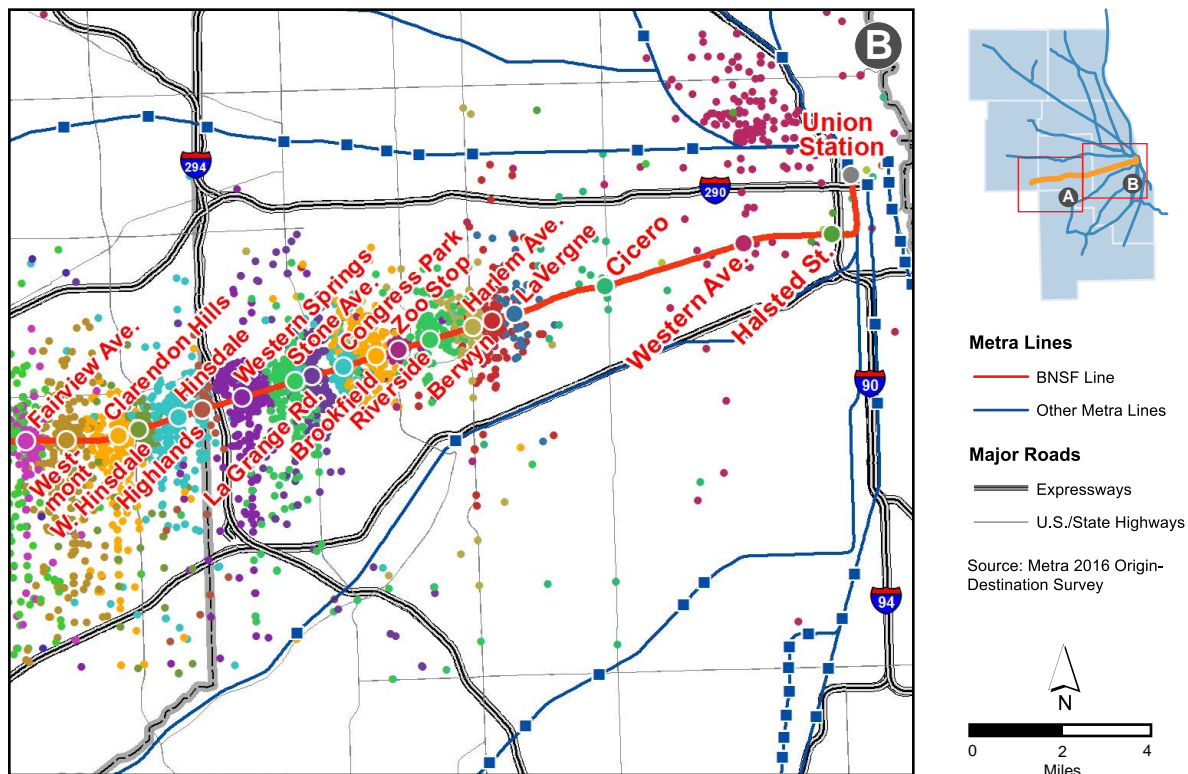 B
Union
Station
294
290
90
94
Fairview Ave.
West-
mont
Clarendon Hills
W. Hinsdale
Hinsdale
Highlands
Western Springs
La Grange Rd.
Stone Ave.
Congress Park
Brookfield
Zoo Stop
Riverside
Harlem Ave.
Berwyn
LaVergne
Cicero
Western Ave.
Halsted St.
A
B
Metra Lines
BNSF Line
Other Metra Lines
Major Roads
Expressways
U.S./State Highways
Source: Metra 2016 Origin-
Destination Survey
N
0 2 4
Miles